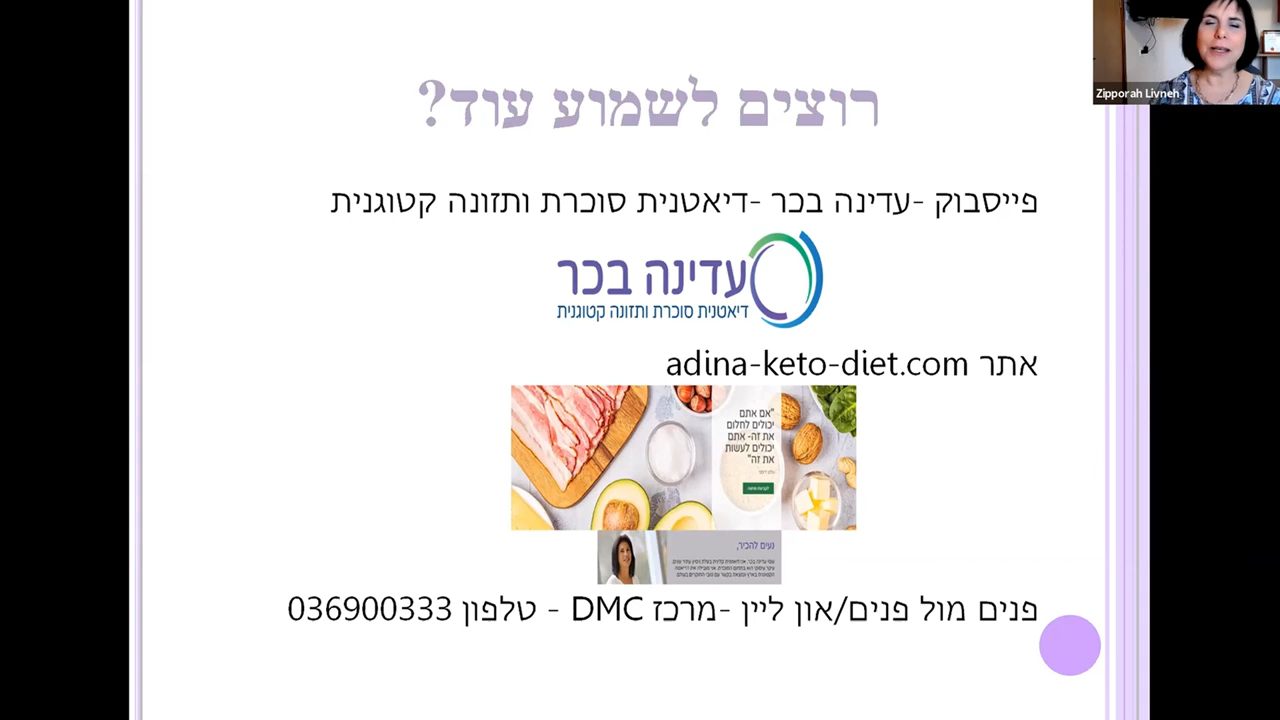 Zipporah Livneh
רוצים לשמוע עוד?
פייסבוק -עדינה בכר -דיאטנית סוכרת ותזונה קטוגנית
עדינה בכר
דיאטנית סוכרת ותזונה קטוגנית
אתר adina-keto-diet.com
"אם אתם
יכולים לחלום
את זה- אתם
יכולים לעשות
את זה"
נעים להכיר,
פנים מול פנים/און ליין -מרכז DMC - טלפון 036900333